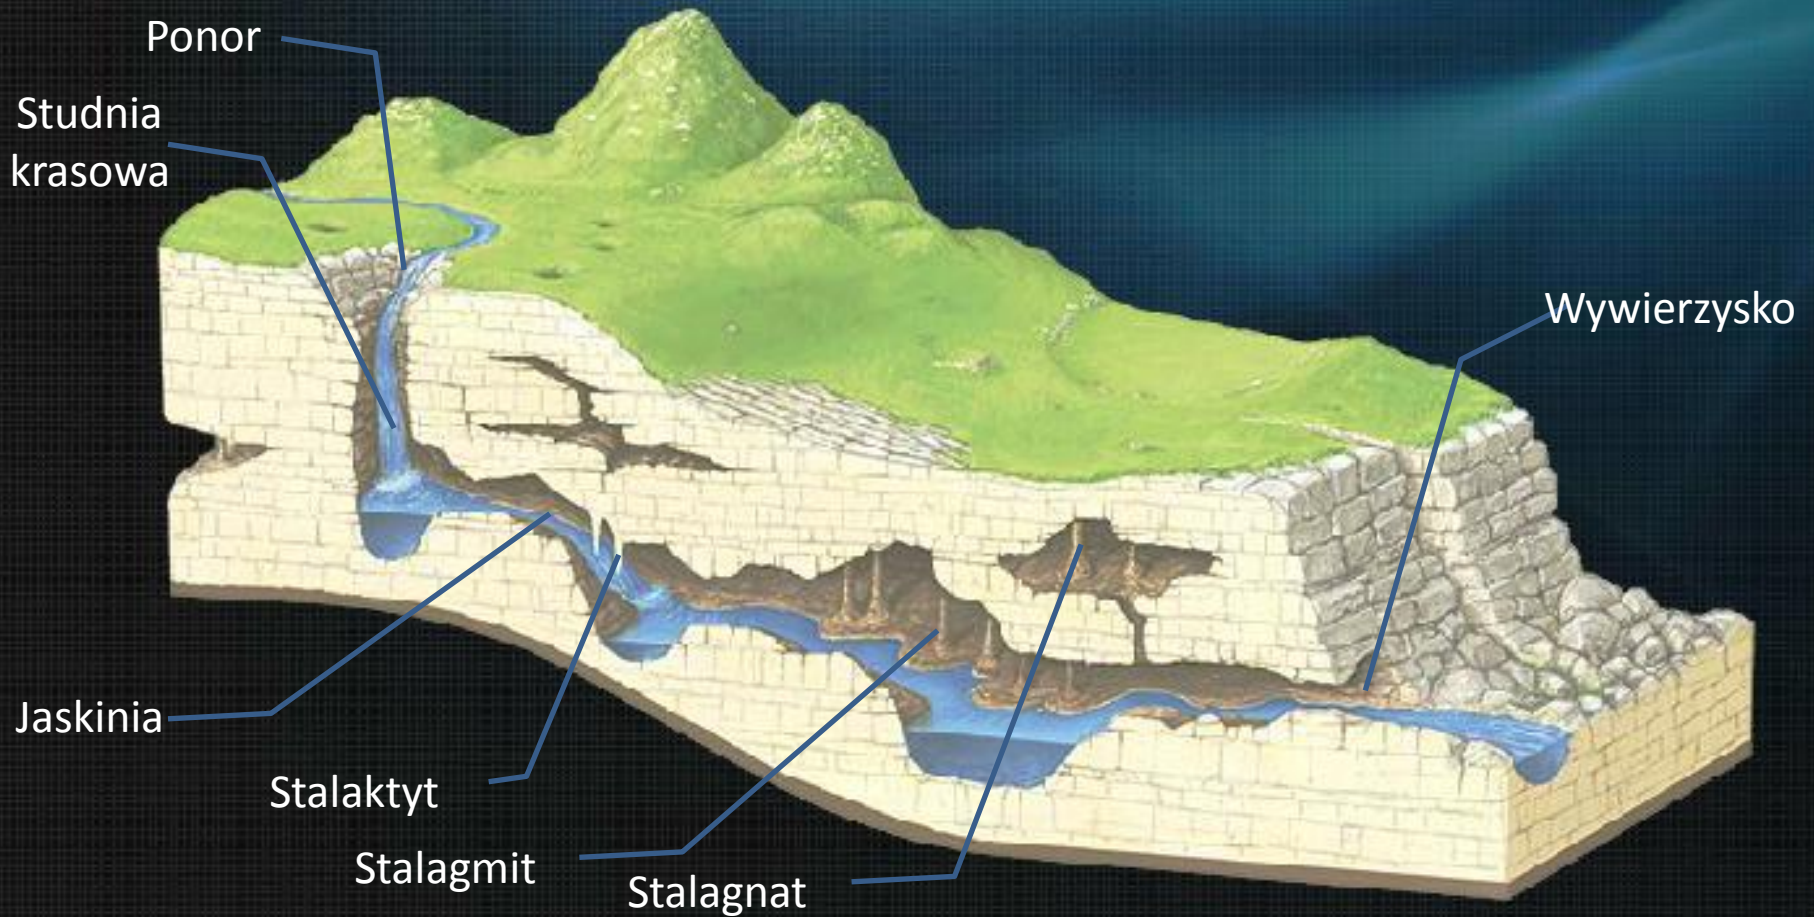 Ponor
Studnia
krasowa
Wywierzysko
Jaskinia
Stalaktyt
Stalagmit
Stalagnat